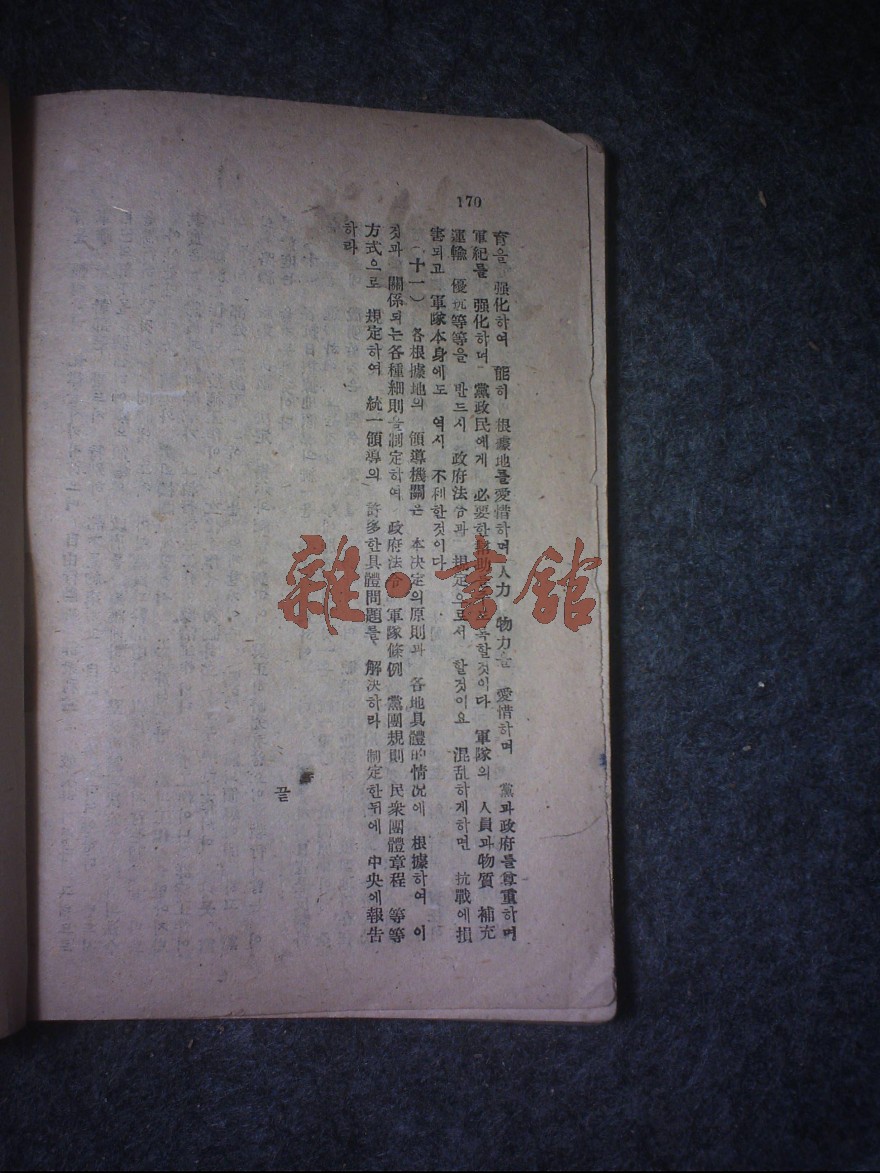 170
育을 强化하여 能히 根據地를愛惜하며人力 物力을 愛惜하며 黨과政府를尊重하며
軍紀를 强化하며 黨政民에게 必要한幇助 할것이다 軍隊의 人員과物質 補充
運輸 優抗等等을 반드시 政府法令과 規定으로서 할것이요 混乱하게하면 抗戰에損
害되고 軍隊本身에도 역시 不利한것이다
(十一) 各根據地의 領導機關은 本決定의原則과 各地具體的情況에 根據하여 이
것과 關係되는各種細則을制定하여 政府法令 軍隊條例 黨團規則 民衆團體章程 等等
方式으로 規定하여 統一領導의 許多한具體問題를 解決하라 制定한뒤에 中央에報告
하라
끝
雜·書館